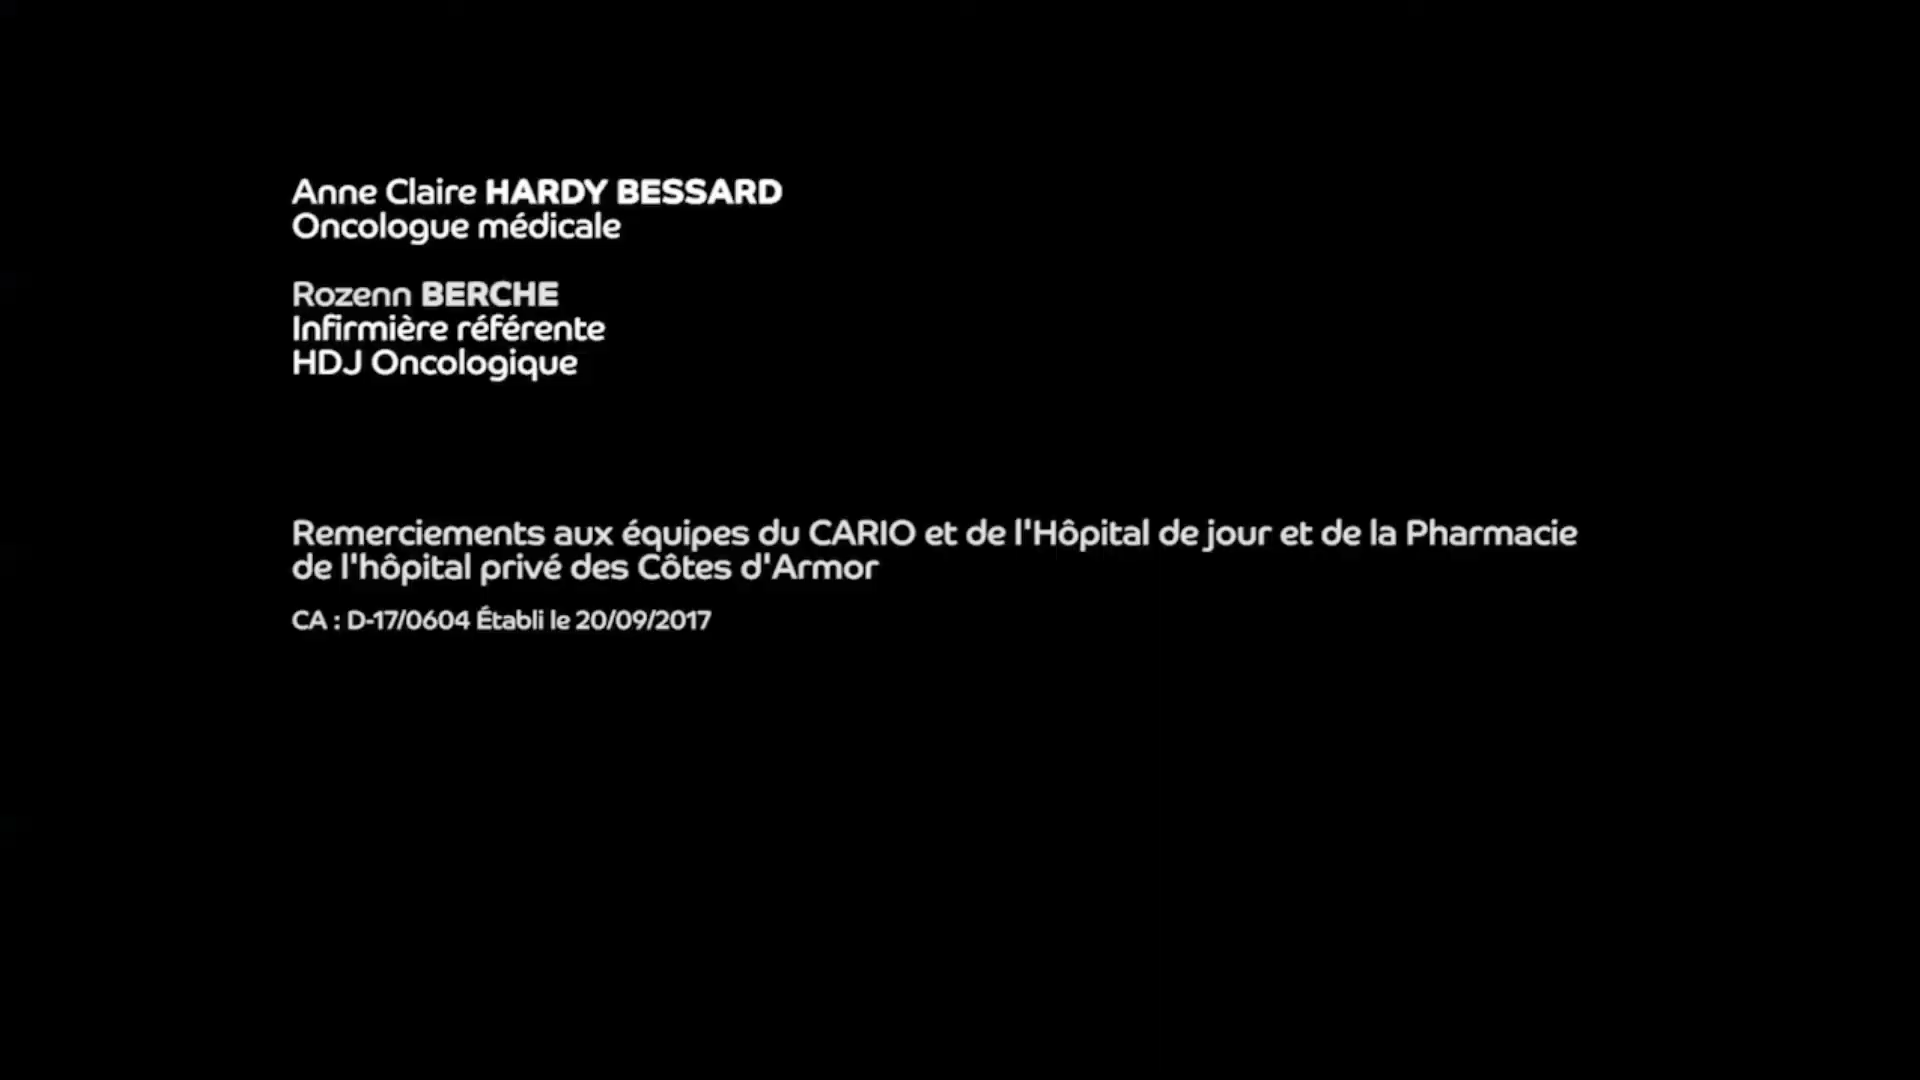 Anne Claire HARDY BESSARD
Oncologue médicale
Rozenn BERCHE
Infirmière référente
HDJ Oncologique
Remerciements aux équipes du CARIO et de l'Hôpital de jour et de la Pharmacie
de l'hôpital privé des Côtes d'Armor
CA : D-17/0604 Établi le 20/09/2017